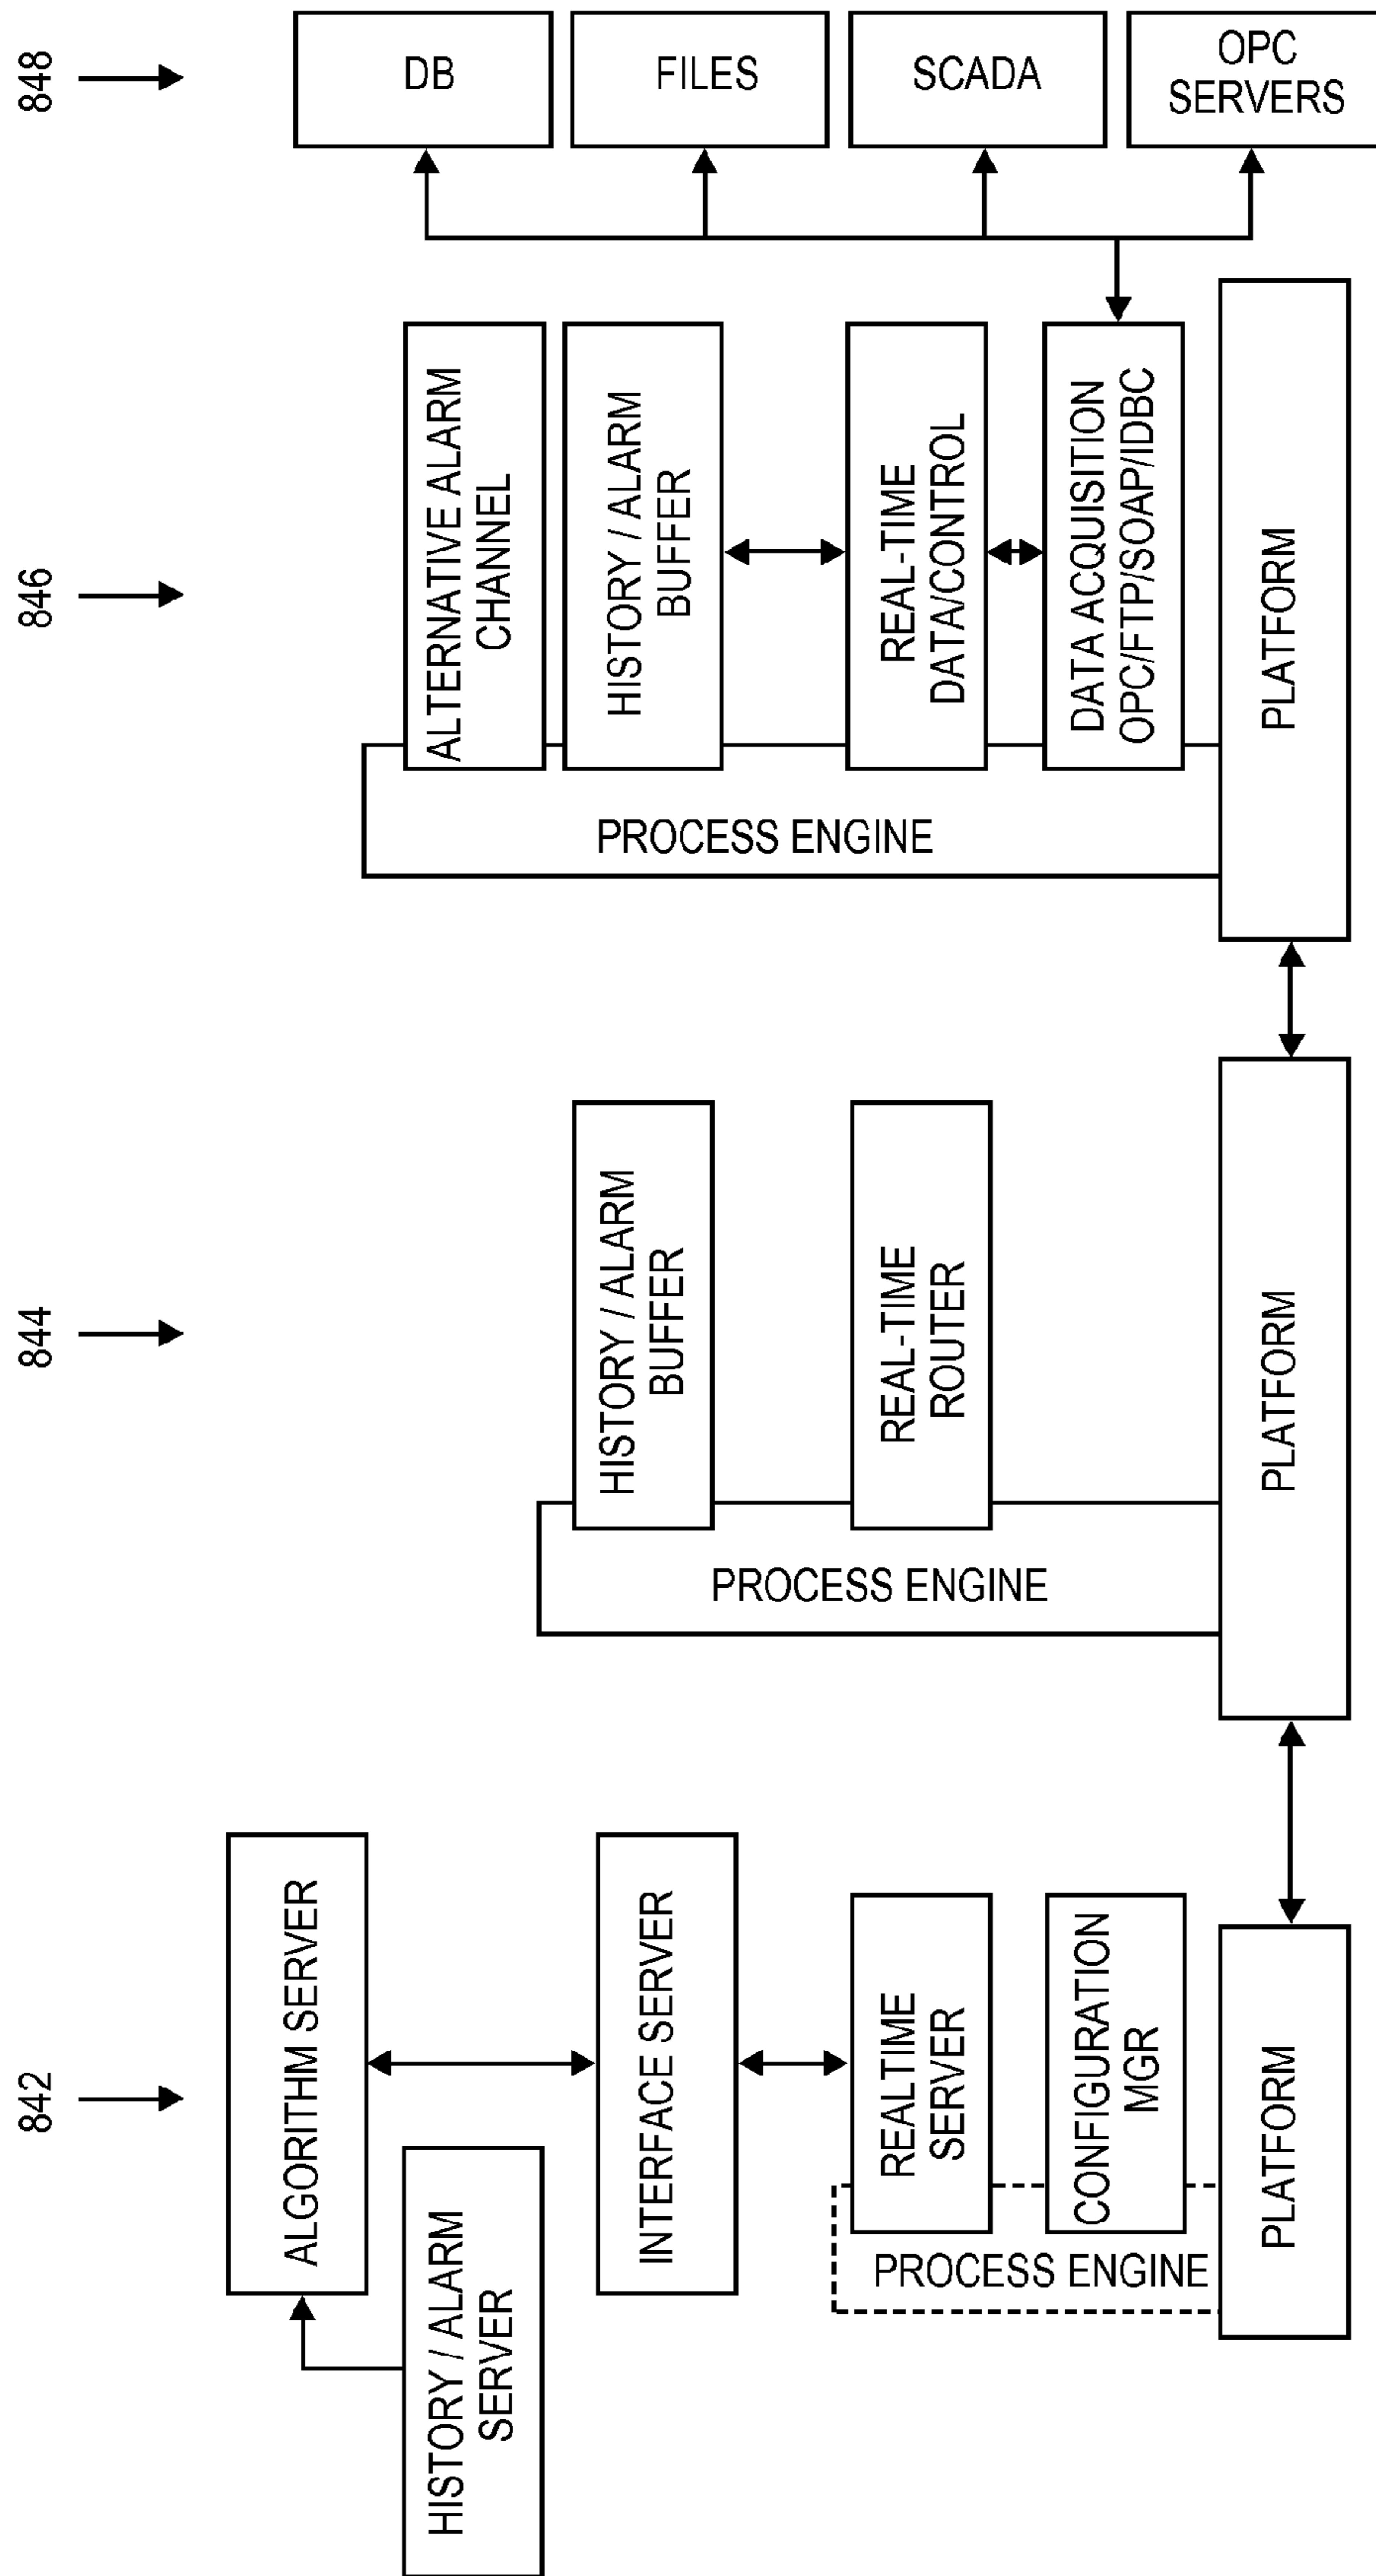 842
ALGORITHM SERVER
HISTORY / ALARM
SERVER
INTERFACE SERVER
REALTIME
SERVER
CONFIGURATION
MGR
PROCESS ENGINE
PLATFORM
844
HISTORY / ALARM
BUFFER
REAL-TIME
ROUTER
PROCESS ENGINE
PLATFORM
846
ALTERNATIVE ALARM
CHANNEL
HISTORY / ALARM
BUFFER
REAL-TIME
DATA/CONTROL
DATA ACQUISITION
OPC/FTP/SOAP/IDBC
PROCESS ENGINE
PLATFORM
848
DB
FILES
SCADA
OPC
SERVERS